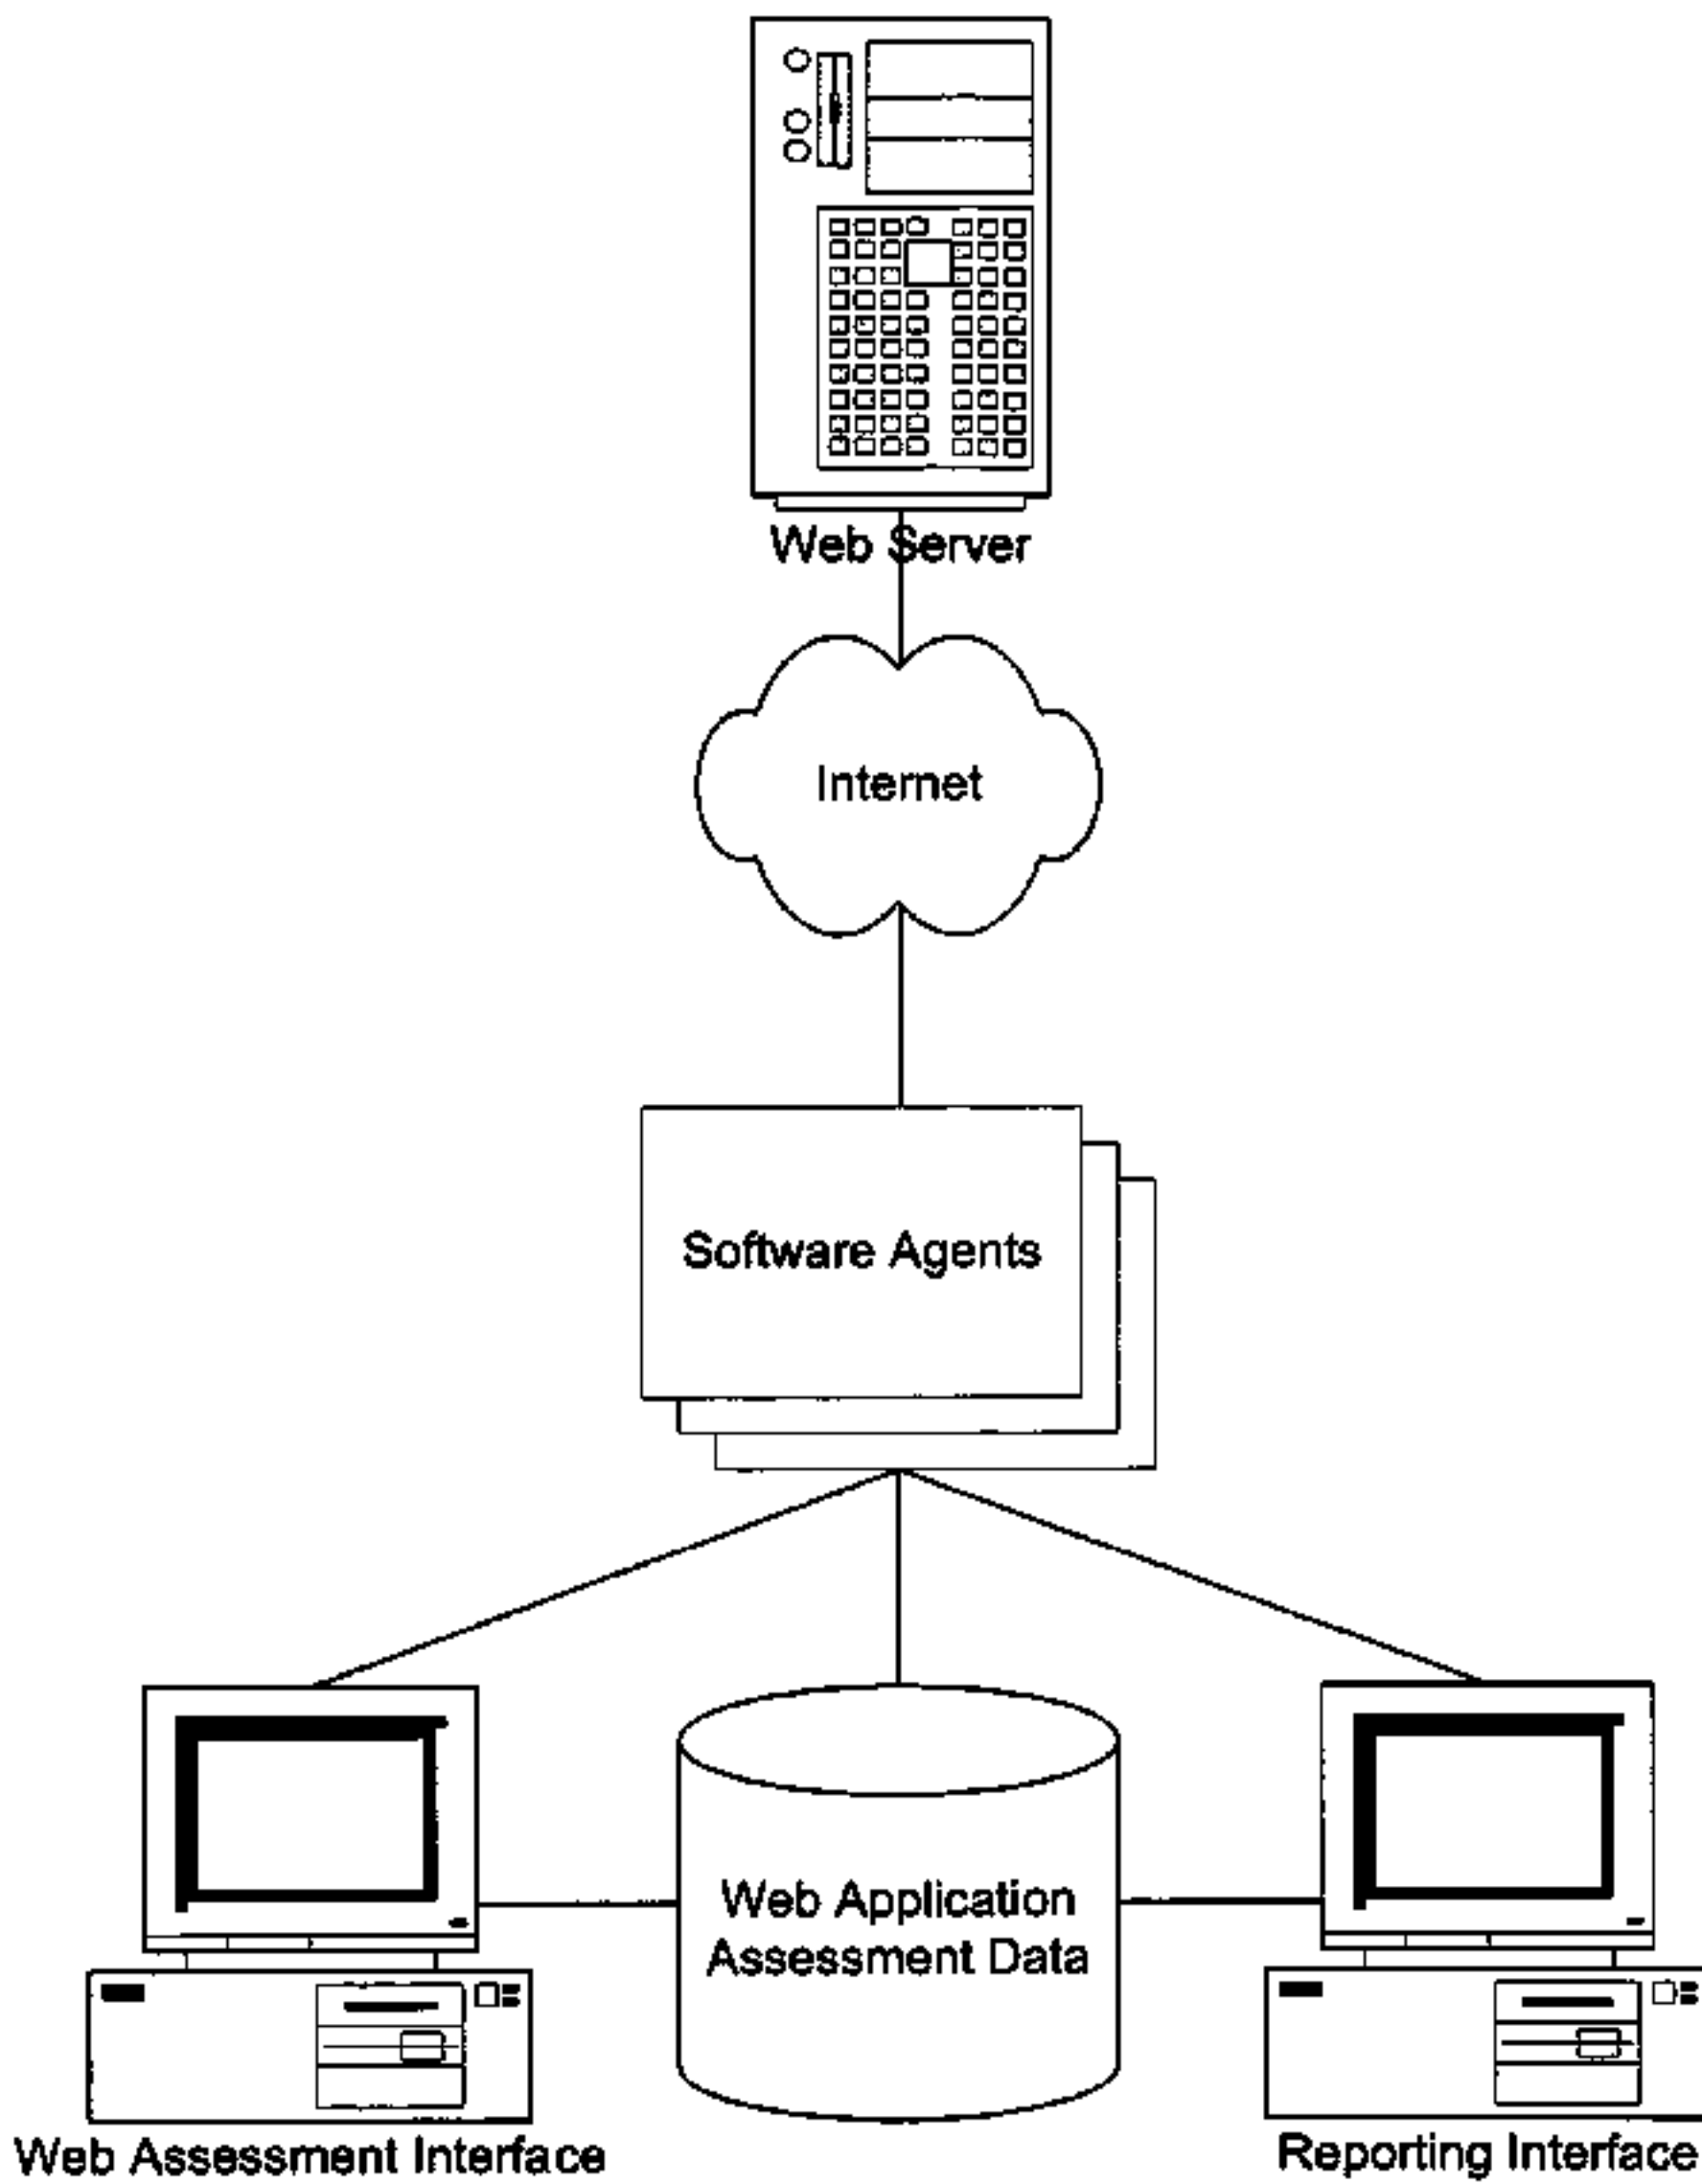 Web Server
Internet
Software Agents
Web Application
Assessment Data
Web Assessment Interface
Reporting Interface